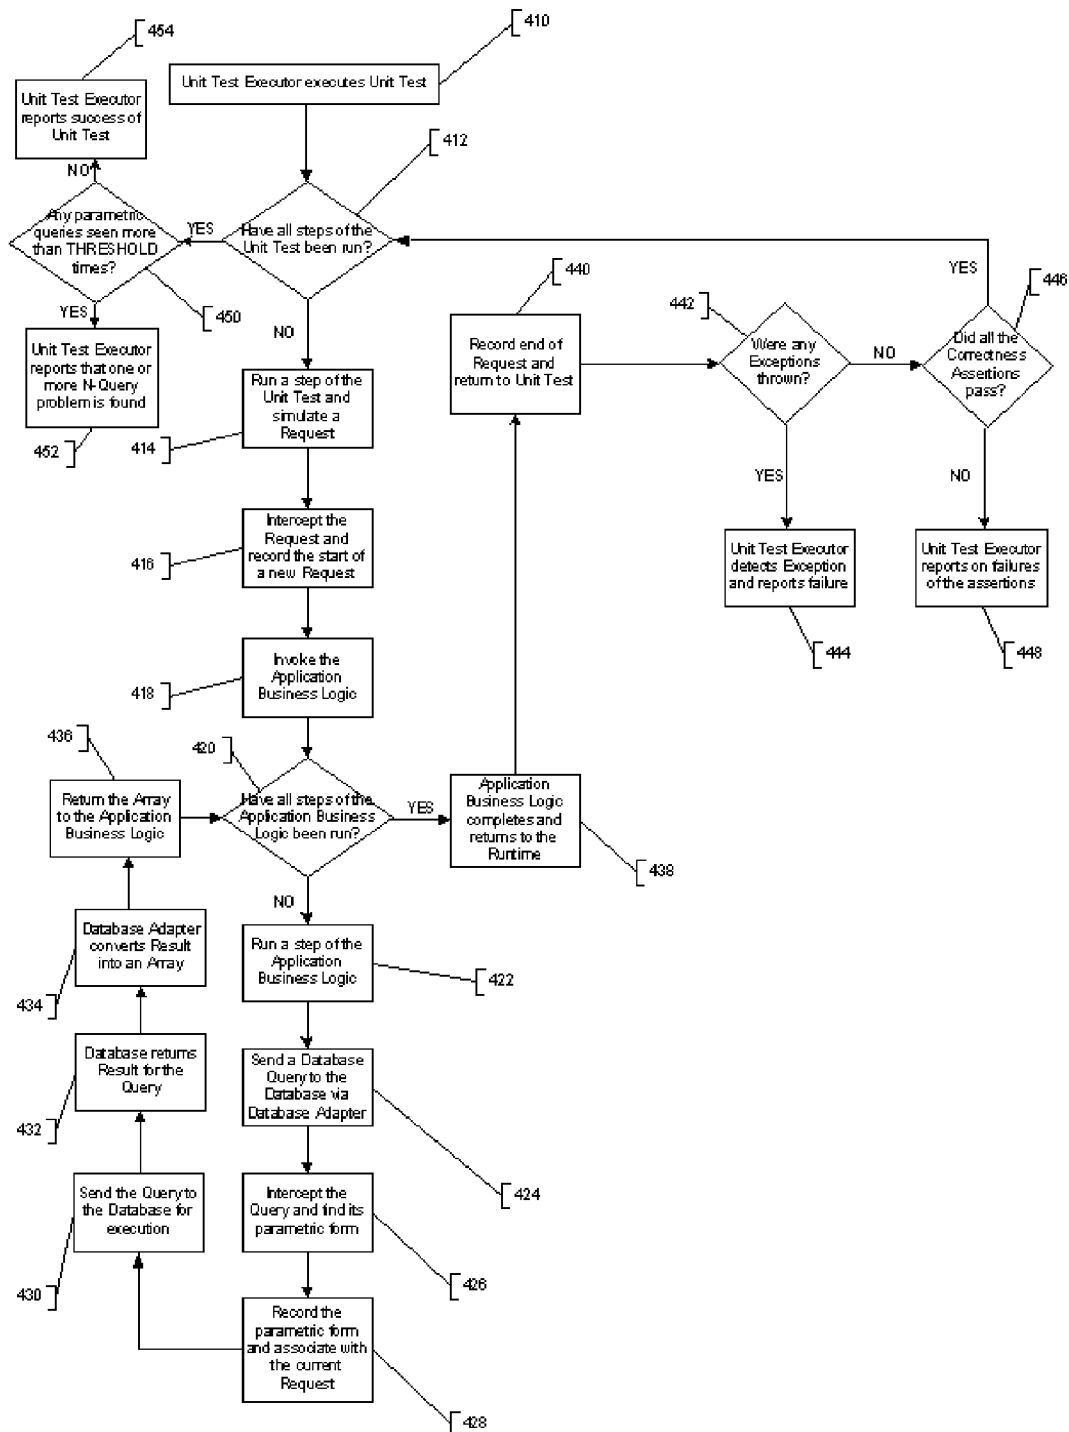 454
410
Unit Test Executor
reports success of
Unit Test
Unit Test Executor executes Unit Test
412
NO
Any parametric
queries seen more
than THRESHOLD
times?
YES
Have all steps of the
Unit Test been run?
450
YES
NO
Unit Test Executor
reports that one or
more N-Query
problem is found
452
440
442
YES
446
Record end of
Request and
return to Unit Test
Were any
Exceptions
thrown?
NO
Did all the
Correctness
Assertions
pass?
Run a step of the
Unit Test and
simulate a
Request
414
YES
NO
Intercept the
Request and
record the start of
a new Request
416
Unit Test Executor
detects Exception
and reports failure
Unit Test Executor
reports on failures
of the assertions
444
448
Invoke the
Application
Business Logic
418
436
420
Return the Array
to the Application
Business Logic
Have all steps of the
Application Business
Logic been run?
YES
Application
Business Logic
completes and
returns to the
Runtime
438
NO
Database Adapter
converts Result
into an Array
434
Run a step of the
Application
Business Logic
422
Database returns
Result for the
Query
432
Send a Database
Query to the
Database via
Database Adapter
424
Send the Query to
the Database for
execution
430
Intercept the
Query and find its
parametric form
426
Record the
parametric form
and associate with
the current
Request
428